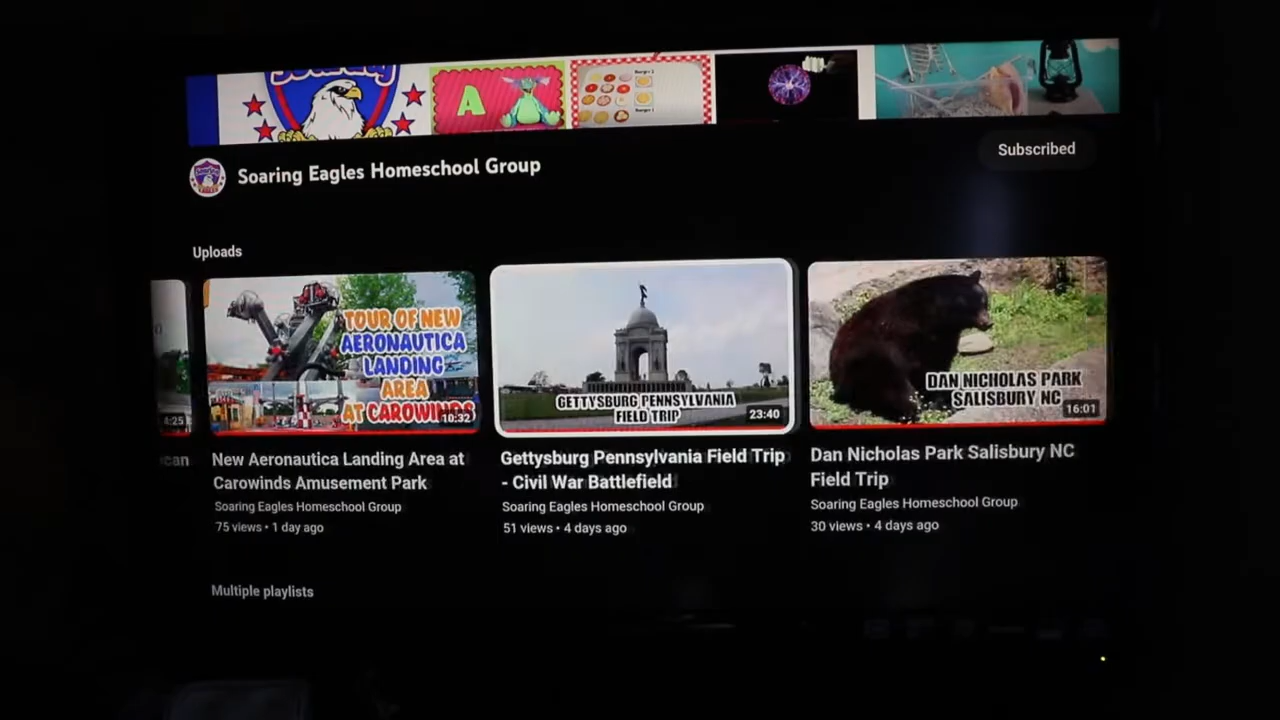 Soaring
A
Soaring Eagles Homeschool Group
Subscribed
Uploads
TOUR OF NEW
AERONAUTICA
LANDING
AREA
AT CAROWINDS
4:25
10:32
GETTYSBURG PENNSYLVANIA
FIELD TRIP
23:40
DAN NICHOLAS PARK
SALISBURY NC
16:01
can
New Aeronautica Landing Area at
Carowinds Amusement Park
Soaring Eagles Homeschool Group
75 views • 1 day ago
Gettysburg Pennsylvania Field Trip
- Civil War Battlefield
Soaring Eagles Homeschool Group
51 views • 4 days ago
Dan Nicholas Park Salisbury NC
Field Trip
Soaring Eagles Homeschool Group
30 views • 4 days ago
Multiple playlists